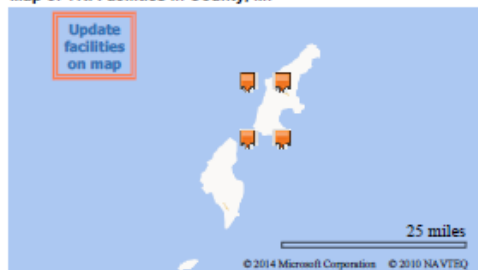 Update
facilities
on map
25 miles
© 2014 Microsoft Corporation © 2010 NAVTEQ